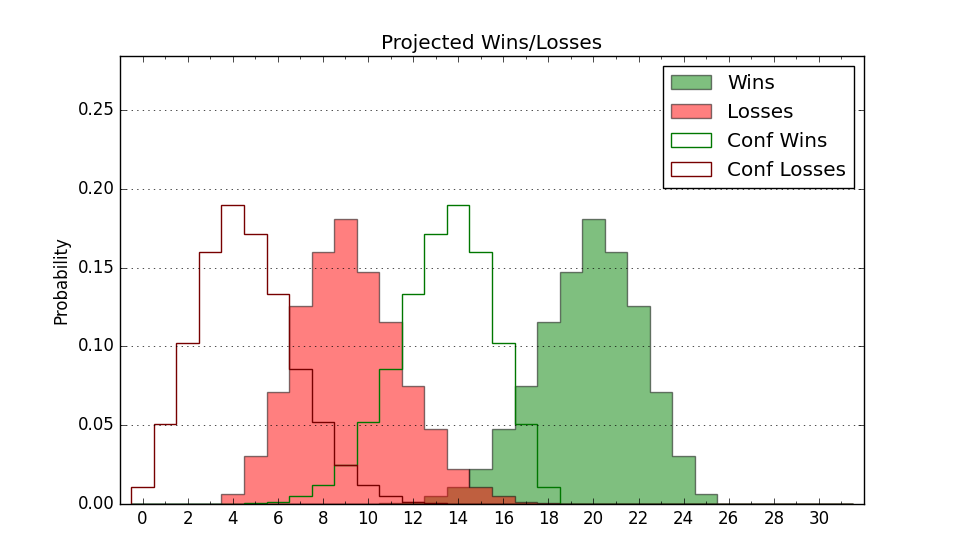 Projected Wins/Losses
Wins
Losses
Conf Wins
Conf Losses
Probability
0.25
0.20
0.15
0.10
0.05
0.00
0 2 4 6 8 10 12 14 16 18 20 22 24 26 28 30